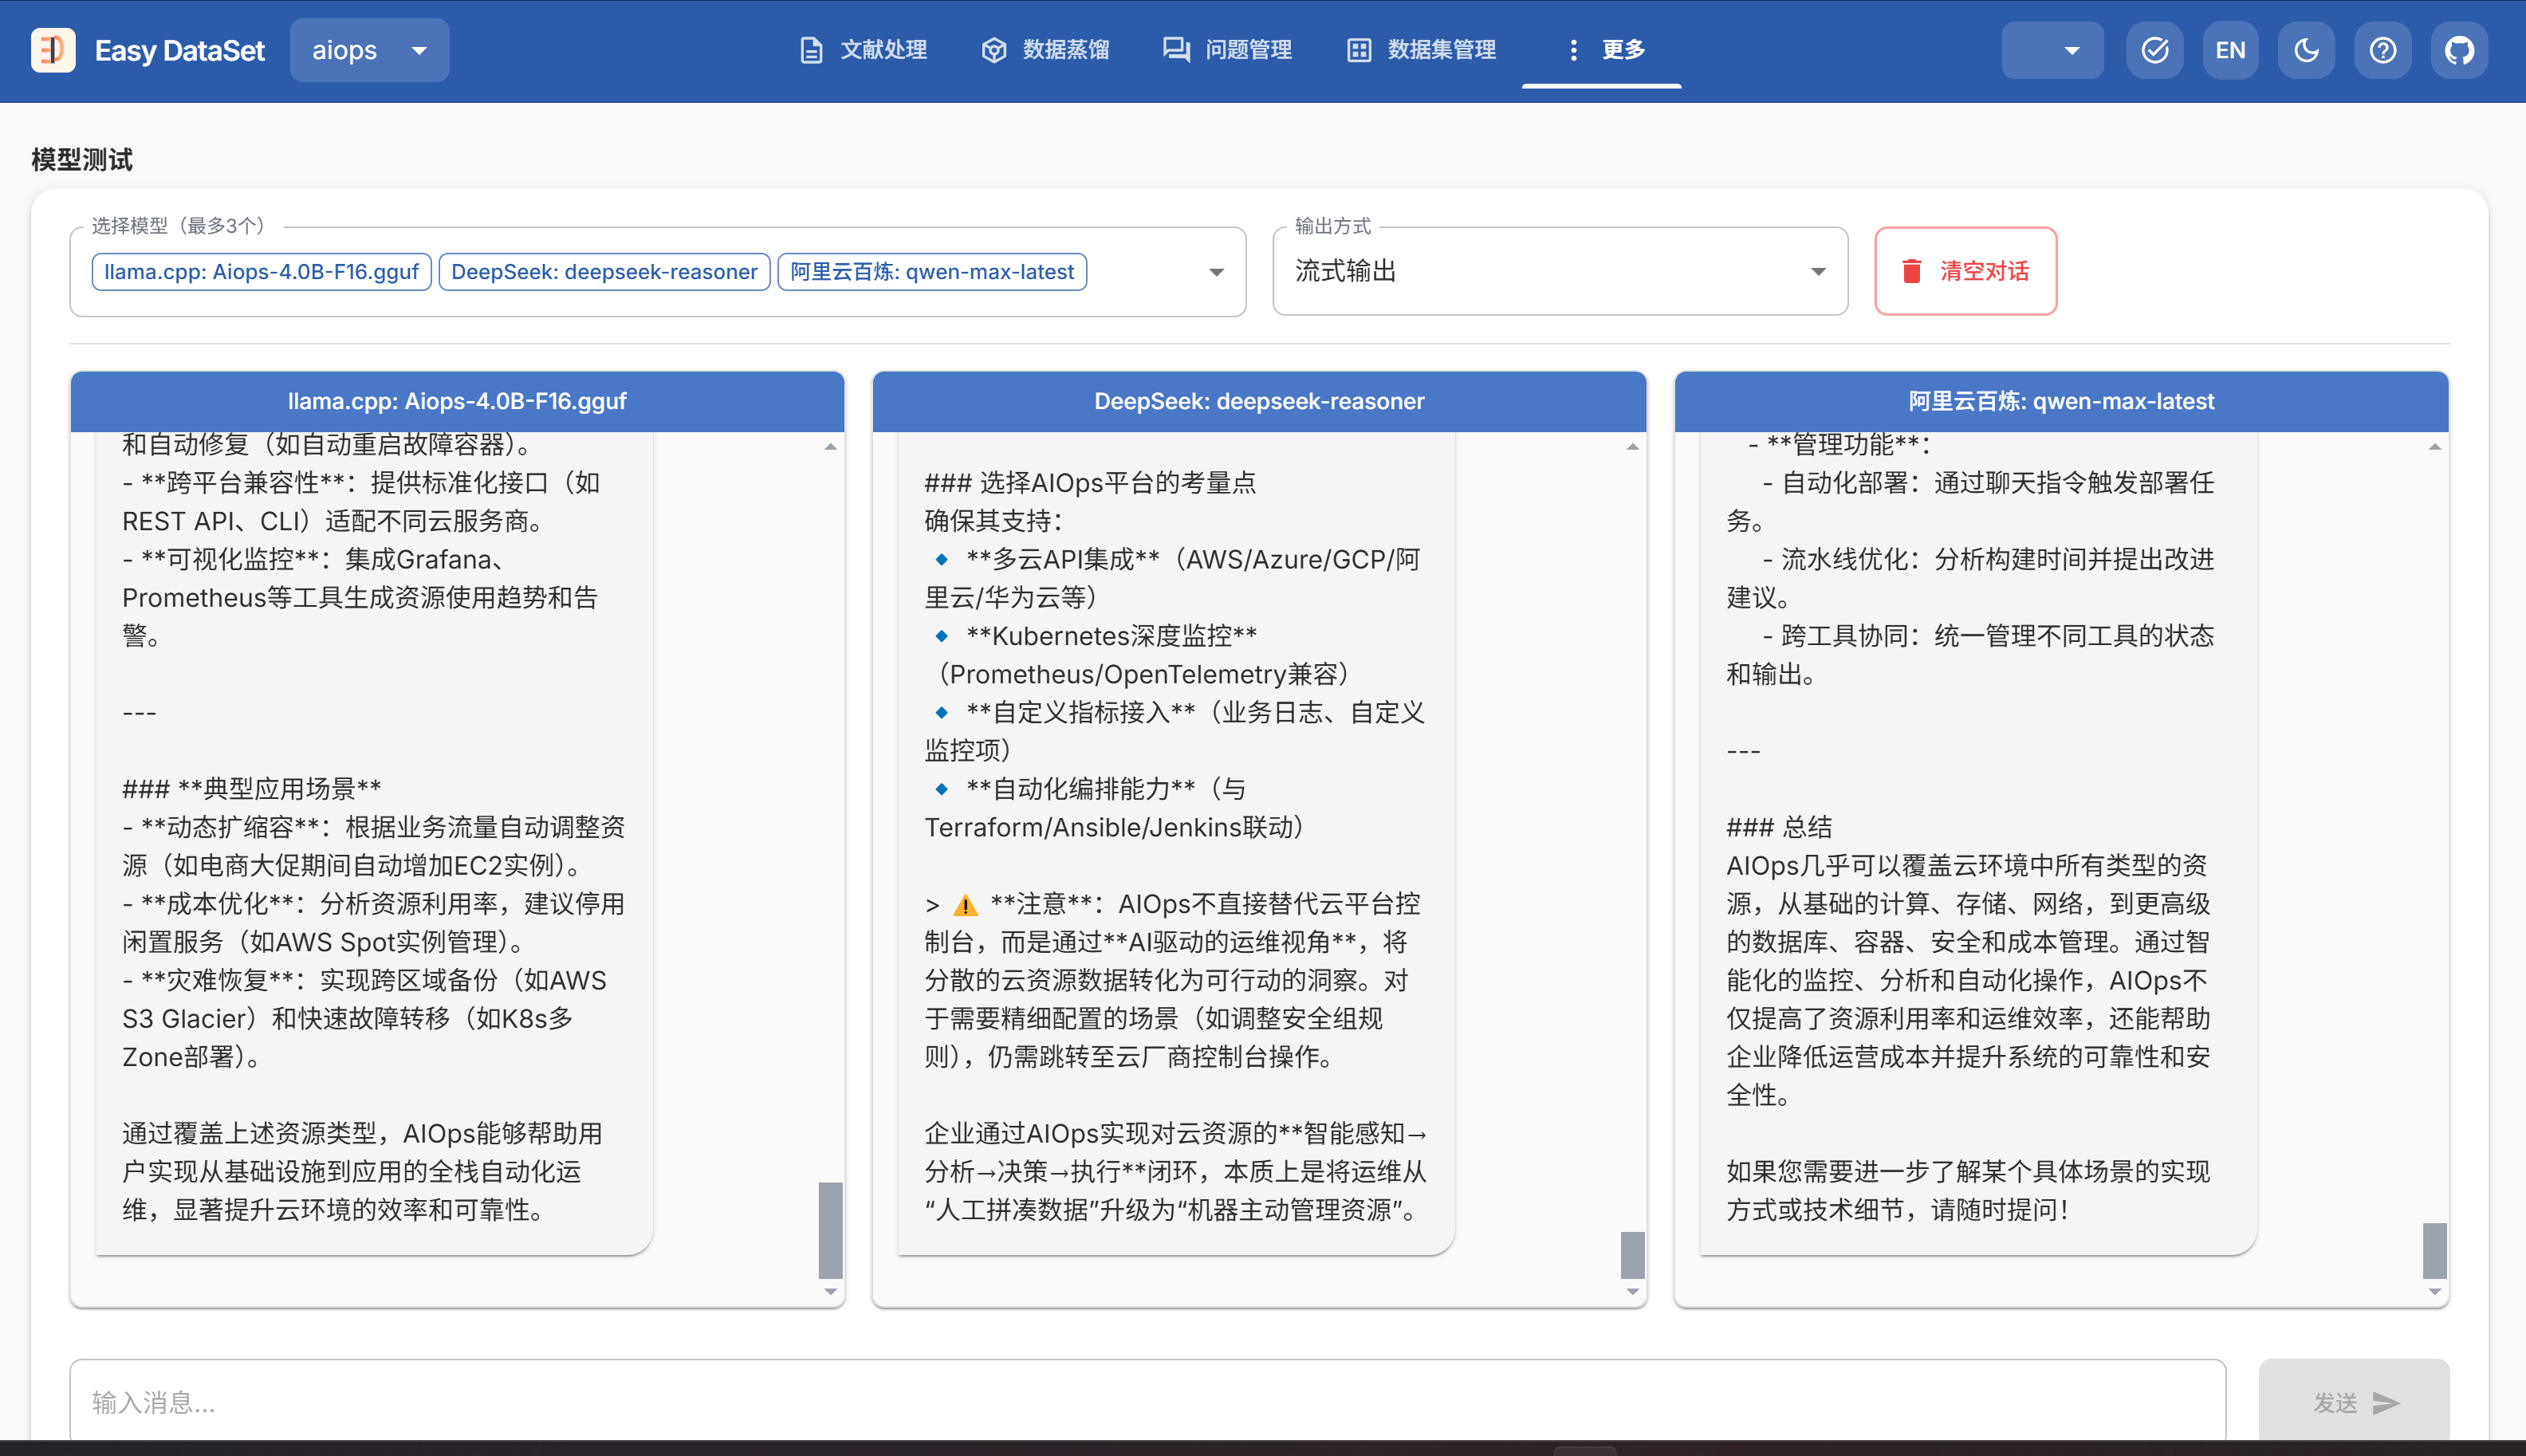 Easy DataSet
aiops
文献处理
数据蒸馏
问题管理
数据集管理
更多
EN
模型测试
选择模型（最多3个）
llama.cpp: Aiops-4.0B-F16.gguf
DeepSeek: deepseek-reasoner
阿里云百炼: qwen-max-latest
输出方式
流式输出
清空对话
llama.cpp: Aiops-4.0B-F16.gguf
和自动修复（如自动重启故障容器）。
- **跨平台兼容性**：提供标准化接口（如
REST API、CLI）适配不同云服务商。
- **可视化监控**：集成Grafana、
Prometheus等工具生成资源使用趋势和告
警。
---
### **典型应用场景**
- **动态扩缩容**：根据业务流量自动调整资
源（如电商大促期间自动增加EC2实例）。
- **成本优化**：分析资源利用率，建议停用
闲置服务（如AWS Spot实例管理）。
- **灾难恢复**：实现跨区域备份（如AWS
S3 Glacier）和快速故障转移（如K8s多
Zone部署）。
通过覆盖上述资源类型，AIOps能够帮助用
户实现从基础设施到应用的全栈自动化运
维，显著提升云环境的效率和可靠性。
DeepSeek: deepseek-reasoner
### 选择AIOps平台的考量点
确保其支持：
🔹 **多云API集成**（AWS/Azure/GCP/阿
里云/华为云等）
🔹 **Kubernetes深度监控**
（Prometheus/OpenTelemetry兼容）
🔹 **自定义指标接入**（业务日志、自定义
监控项）
🔹 **自动化编排能力**（与
Terraform/Ansible/Jenkins联动）
> ⚠️ **注意**：AIOps不直接替代云平台控
制台，而是通过**AI驱动的运维视角**，将
分散的云资源数据转化为可行动的洞察。对
于需要精细配置的场景（如调整安全组规
则），仍需跳转至云厂商控制台操作。
企业通过AIOps实现对云资源的**智能感知→
分析→决策→执行**闭环，本质上是将运维从
“人工拼凑数据”升级为“机器主动管理资源”。
阿里云百炼: qwen-max-latest
- **管理功能**：
- 自动化部署：通过聊天指令触发部署任
务。
- 流水线优化：分析构建时间并提出改进
建议。
- 跨工具协同：统一管理不同工具的状态
和输出。
---
### 总结
AIOps几乎可以覆盖云环境中所有类型的资
源，从基础的计算、存储、网络，到更高级
的数据库、容器、安全和成本管理。通过智
能化的监控、分析和自动化操作，AIOps不
仅提高了资源利用率和运维效率，还能帮助
企业降低运营成本并提升系统的可靠性和安
全性。
如果您需要进一步了解某个具体场景的实现
方式或技术细节，请随时提问！
输入消息...
发送